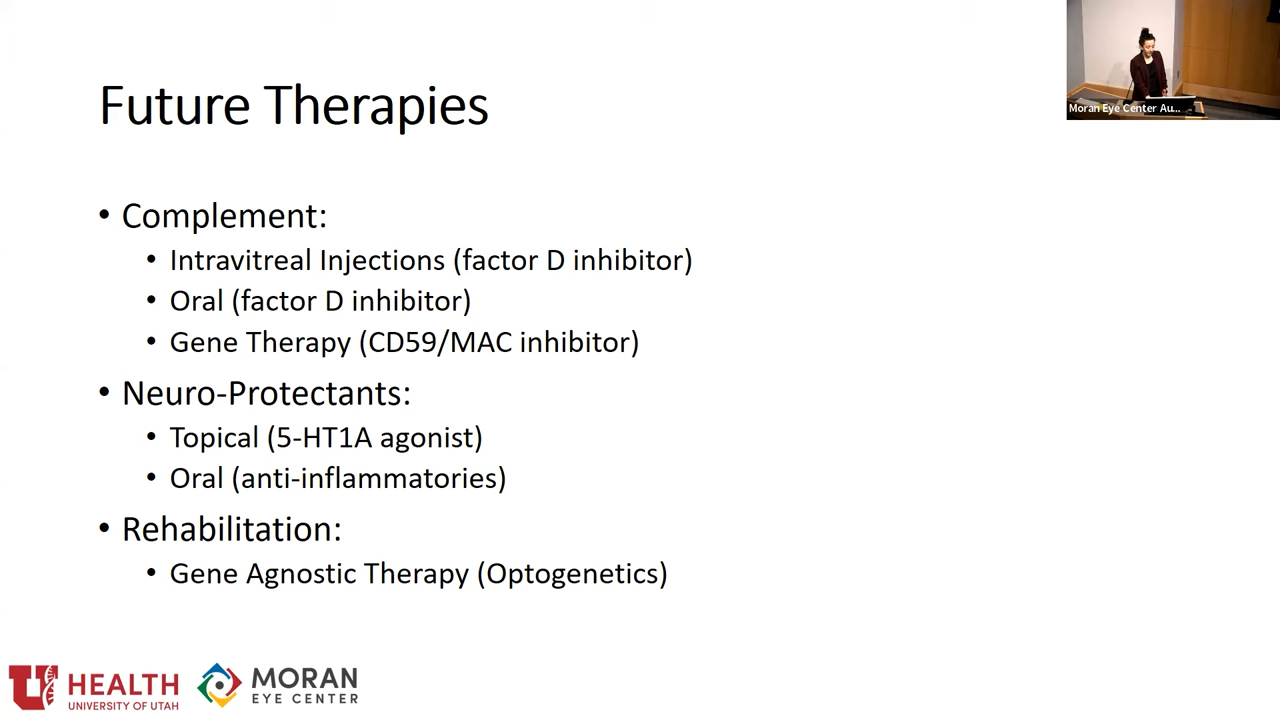 Future Therapies
Moran Eye Center Au...
• Complement:
• Intravitreal Injections (factor D inhibitor)
• Oral (factor D inhibitor)
• Gene Therapy (CD59/MAC inhibitor)
• Neuro-Protectants:
• Topical (5-HT1A agonist)
• Oral (anti-inflammatories)
• Rehabilitation:
• Gene Agnostic Therapy (Optogenetics)
U HEALTH
UNIVERSITY OF UTAH
MORAN
EYE CENTER